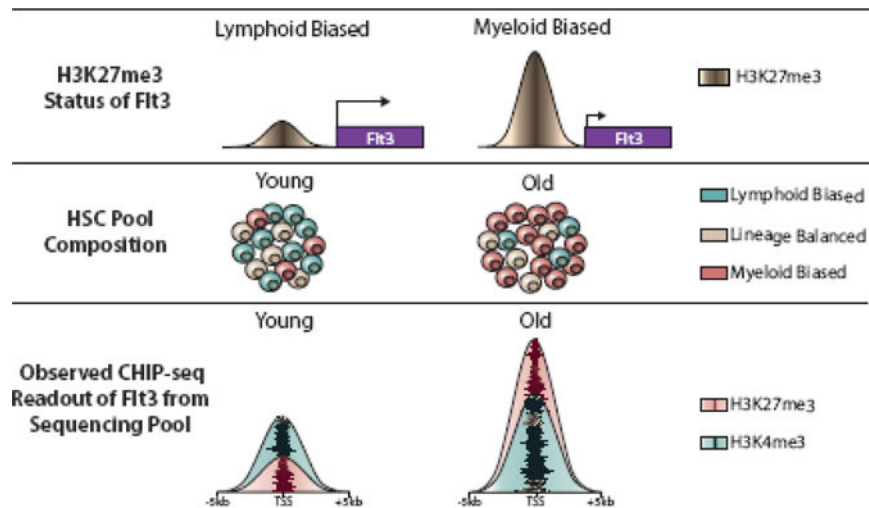 Lymphoid Biased
Myeloid Biased
H3K27me3
Status of Flt3
H3K27me3
Flt3
Flt3
Young
Old
HSC Pool
Composition
Lymphoid Biased
Lineage Balanced
Myeloid Biased
Young
Old
Observed CHIP-seq
Readout of Flt3 from
Sequencing Pool
H3K27me3
H3K4me3
-5kb TSS +5kb
-5kb TSS +5kb